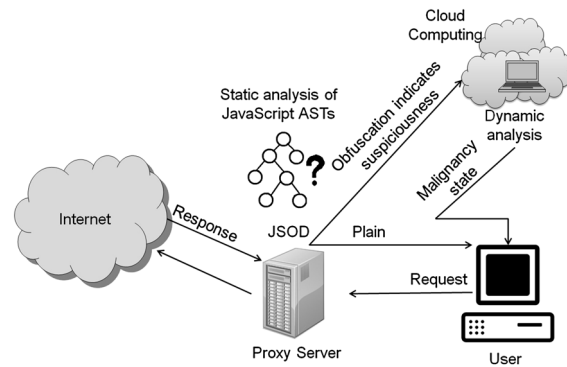 Cloud
Computing
Static analysis of
JavaScript ASTs
?
Obfuscation indicates
suspiciousness
Dynamic
analysis
Malignancy
state
Internet
Response
JSOD
Plain
Request
Proxy Server
User